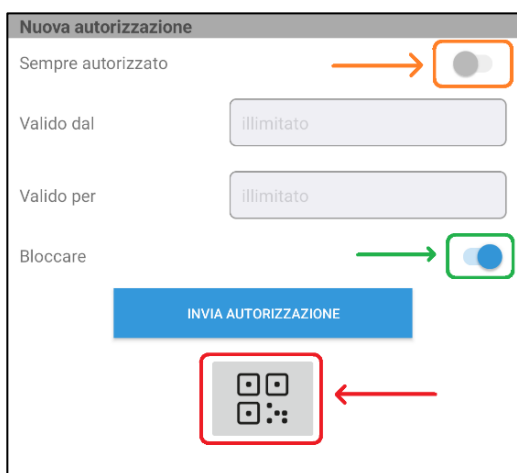 Nuova autorizzazione
Sempre autorizzato
Valido dal
illimitato
Valido per
illimitato
Bloccare
INVIA AUTORIZZAZIONE